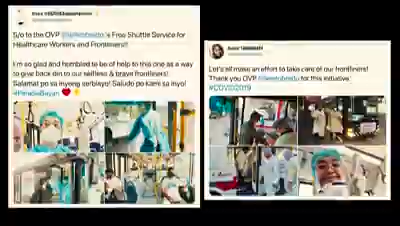 S/o to the OVP 's Free Shuttle Service for
Healthcare Workers and Frontliners!!
I'm so glad and humbled to be of help to this one as a way
to give back din to our selfless & brave frontliners!
Salamat po sa inyong serbisyo! Saludo po kami sa inyo!
Let's all make an effort to take care of our frontliners!
Thank you OVP for this initiative
#COVID2019